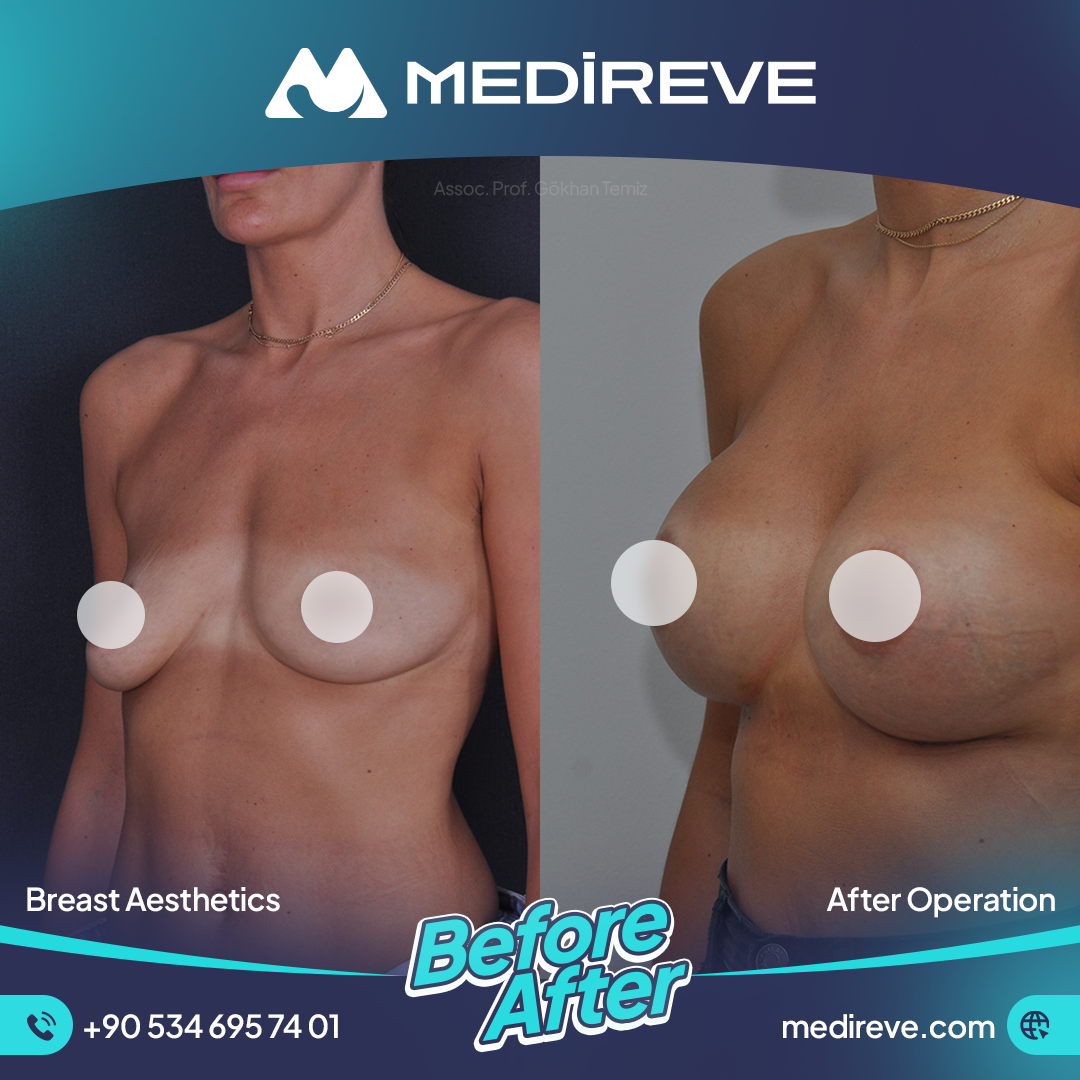 MEDİREVE
Assoc. Prof. Gökhan Temiz
Breast Aesthetics
After Operation
Before
After
+90 534 695 74 01
medireve.com